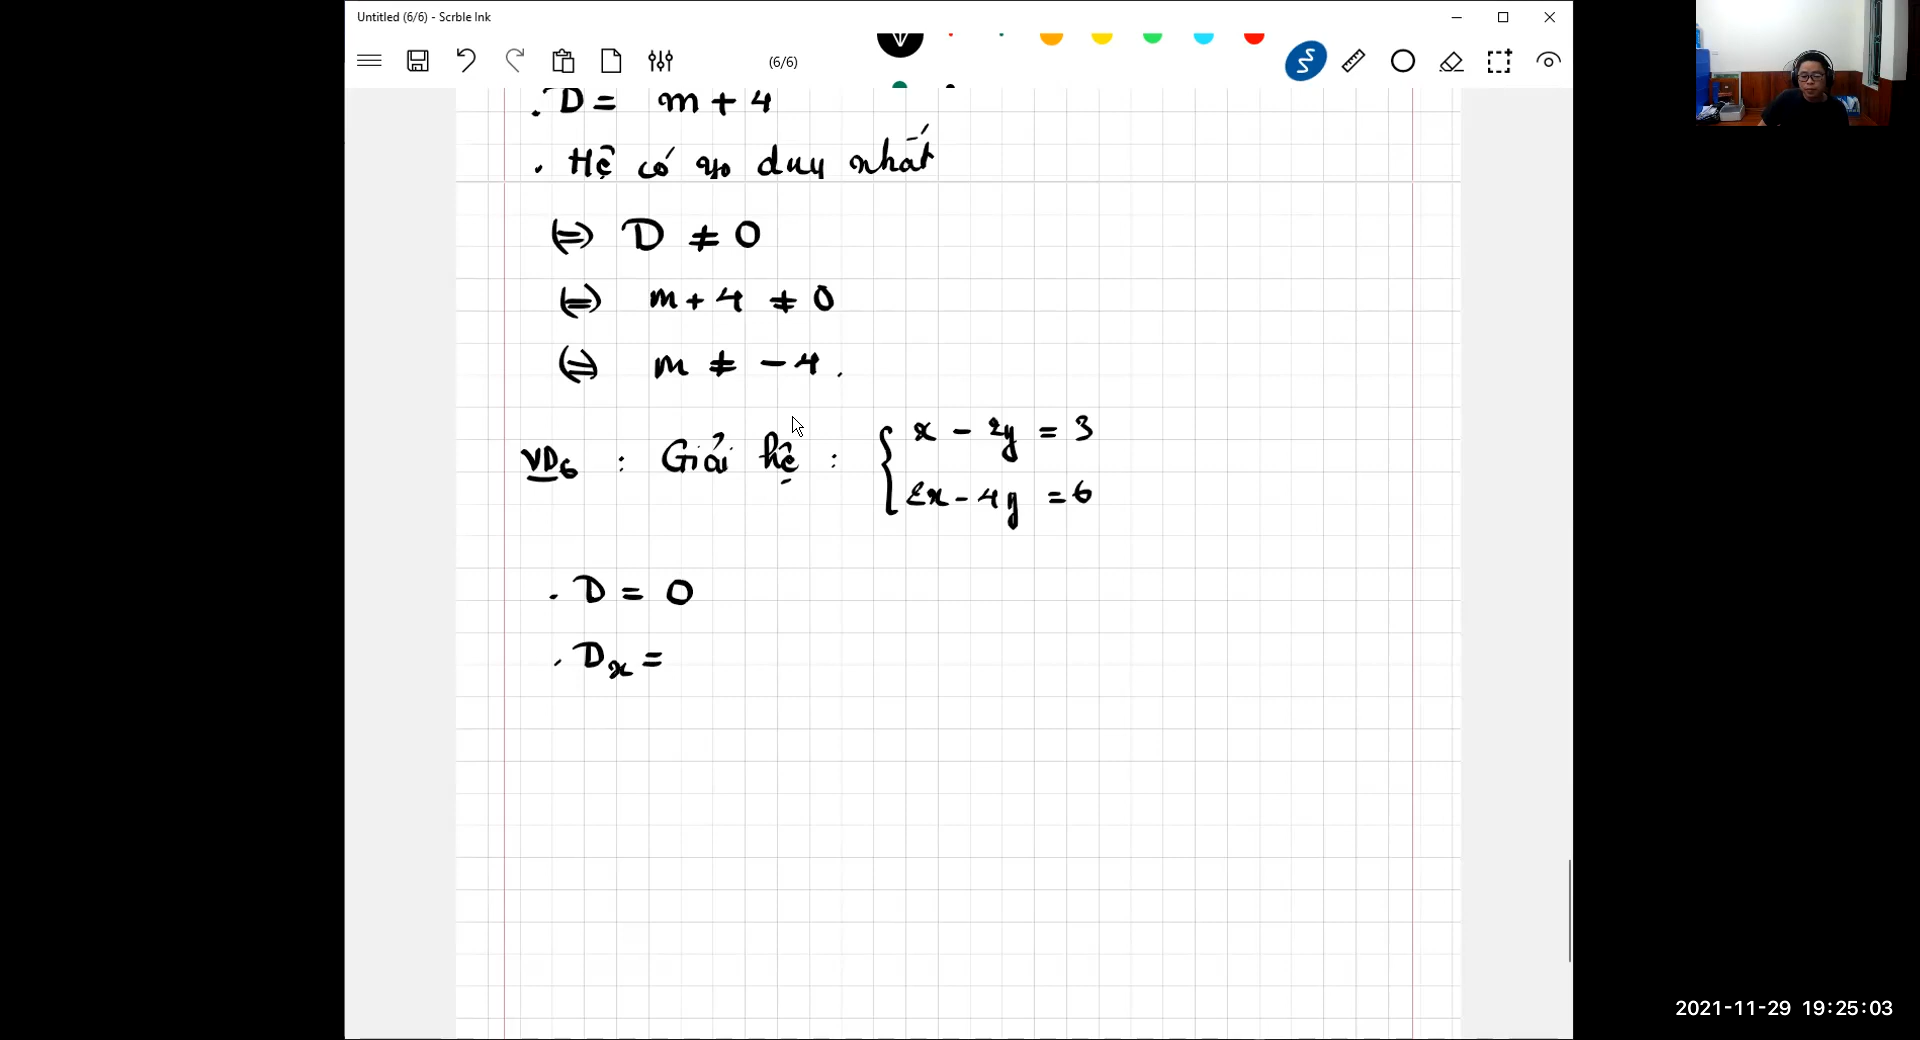 Untitled (6/6) - Scrble Ink
(6/6)
. D = m + 4
. Hệ có no duy nhất
⇔ D ≠ 0
⇔ m + 4 ≠ 0
⇔ m ≠ -4.
VD6 : Giải hệ : { x - 2y = 3
2x - 4y = 6
. D = 0
. Dx =
2021-11-29 19:25:03